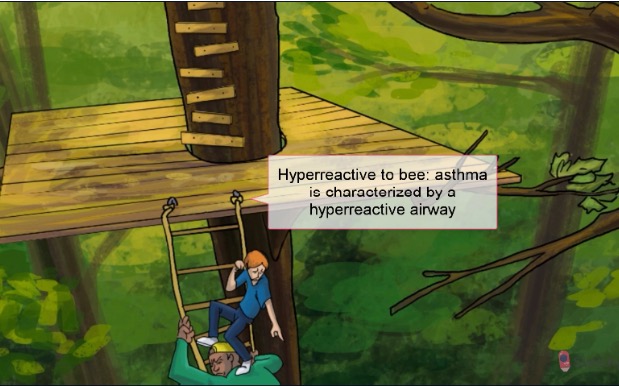 Hyperreactive to bee: asthma
is characterized by a
hyperreactive airway